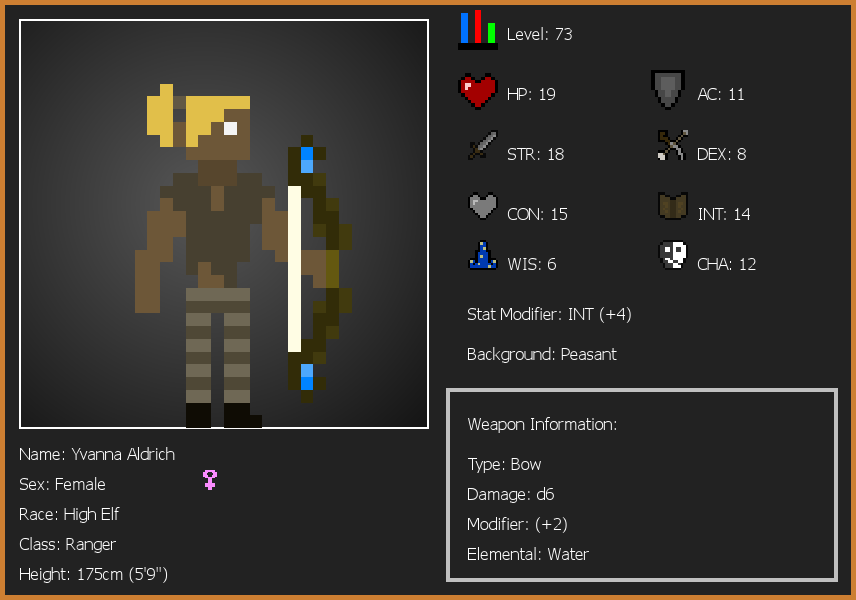 Level: 73
HP: 19
AC: 11
STR: 18
DEX: 8
CON: 15
INT: 14
WIS: 6
CHA: 12
Stat Modifier: INT (+4)
Background: Peasant
Weapon Information:
Type: Bow
Damage: d6
Modifier: (+2)
Elemental: Water
Name: Yvanna Aldrich
Sex: Female
Race: High Elf
Class: Ranger
Height: 175cm (5'9")